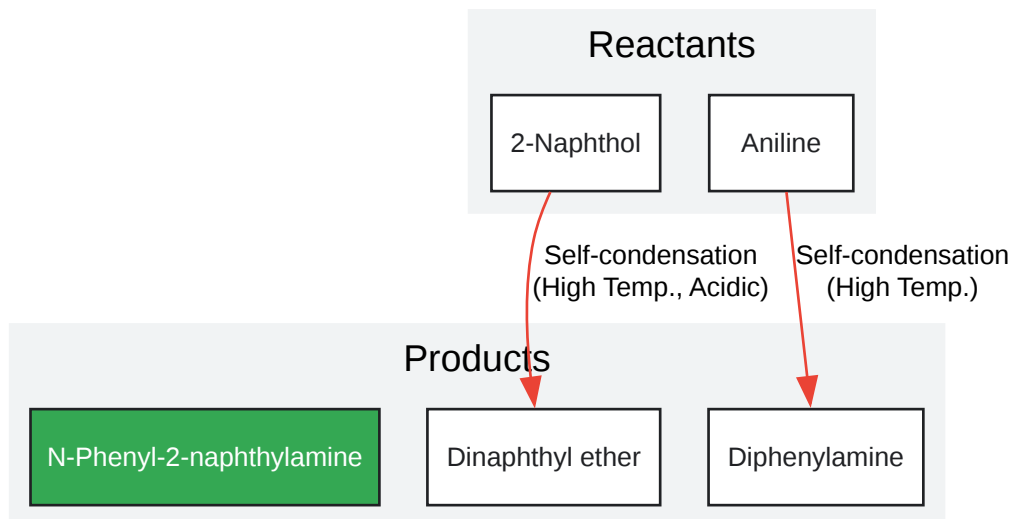 Reactants
2-Naphthol
Aniline
Self-condensation
(High Temp., Acidic)
Self-condensation
(High Temp.)
Products
N-Phenyl-2-naphthylamine
Dinaphthyl ether
Diphenylamine